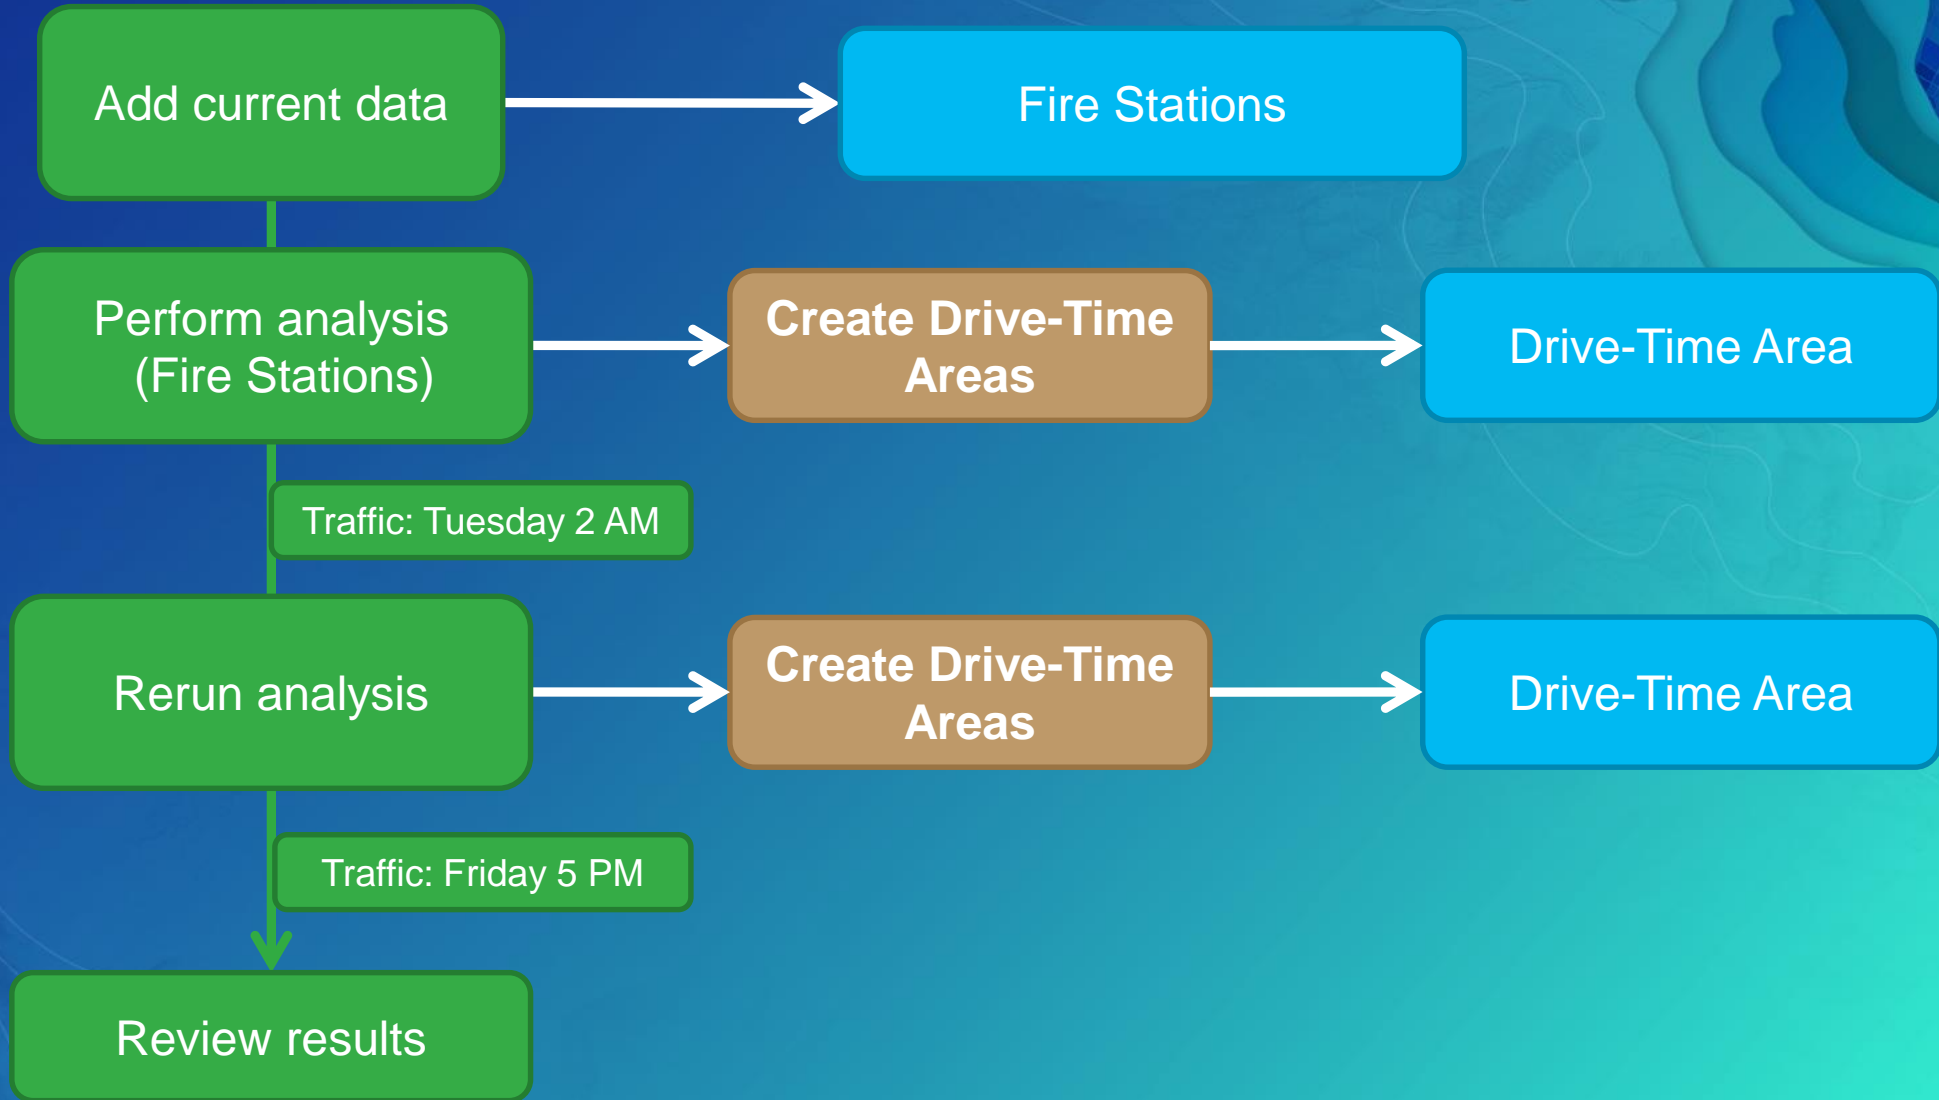 Add current data
Fire Stations
Perform analysis
(Fire Stations)
Create Drive-Time
Areas
Drive-Time Area
Traffic: Tuesday 2 AM
Rerun analysis
Create Drive-Time
Areas
Drive-Time Area
Traffic: Friday 5 PM
Review results